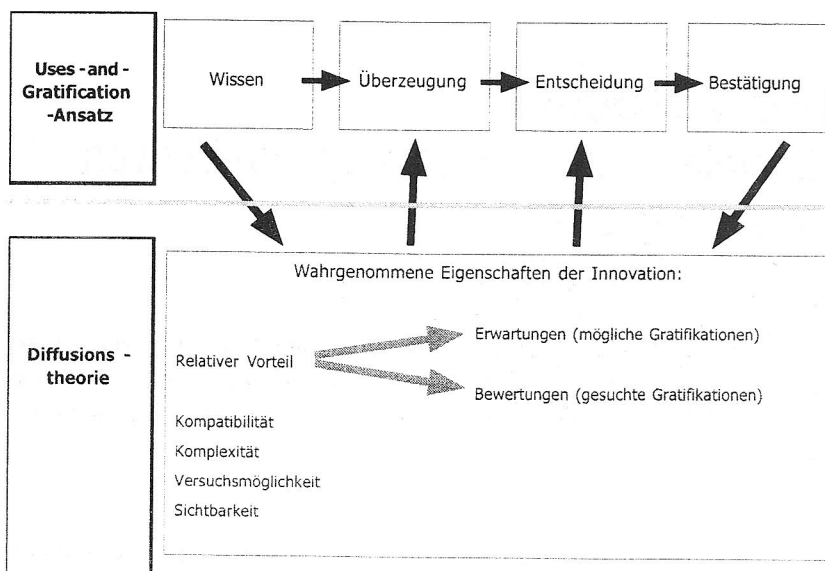 Uses -and -
Gratification
-Ansatz
Wissen
Überzeugung
Entscheidung
Bestätigung
Diffusions -
theorie
Wahrgenommene Eigenschaften der Innovation:
Relativer Vorteil
Erwartungen (mögliche Gratifikationen)
Bewertungen (gesuchte Gratifikationen)
Kompatibilität
Komplexität
Versuchsmöglichkeit
Sichtbarkeit